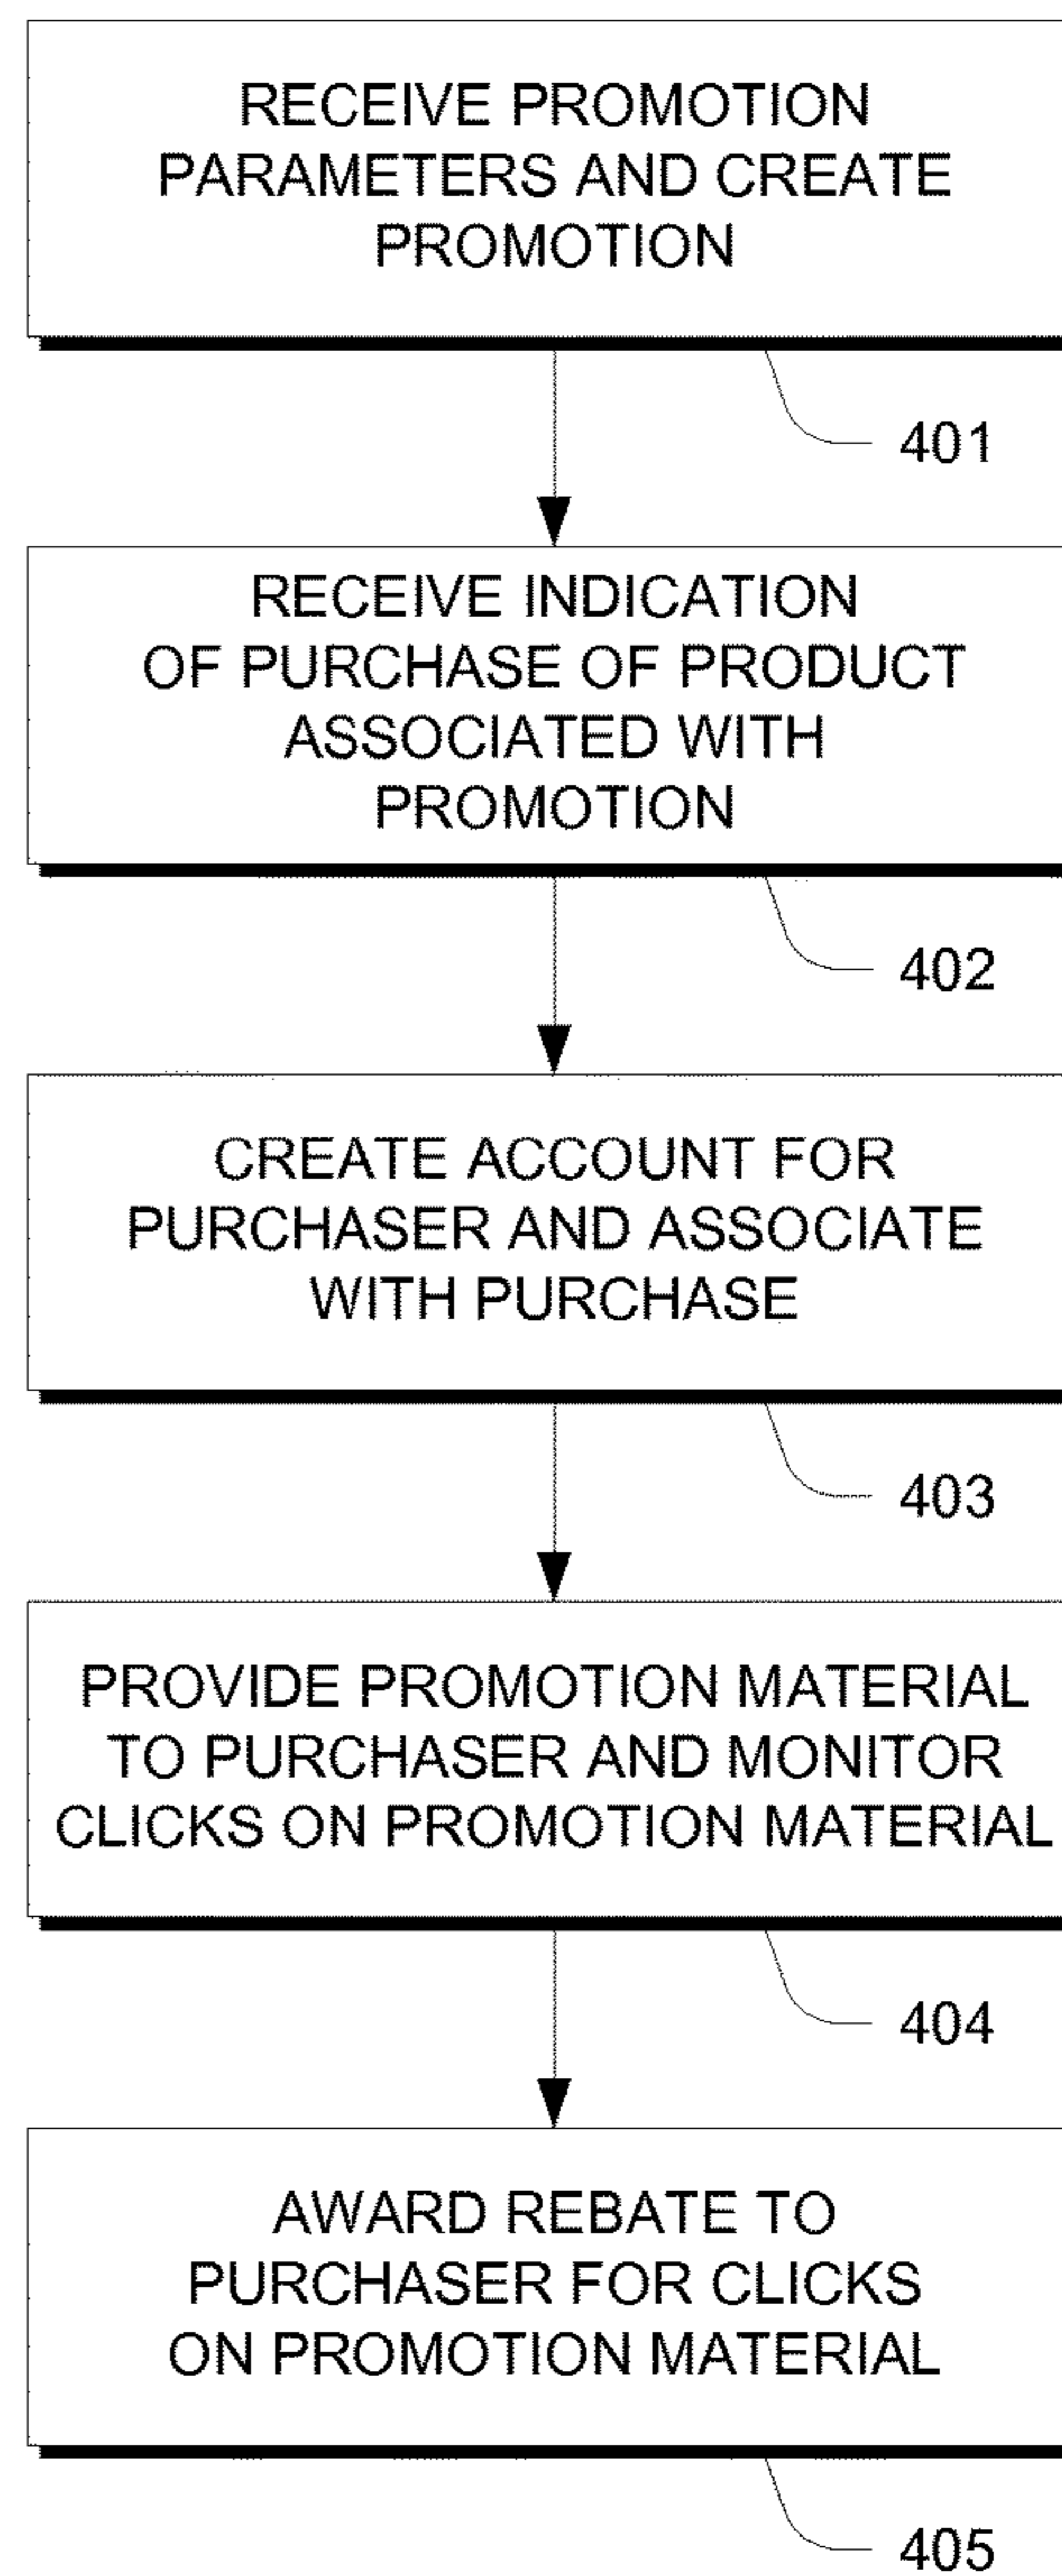 RECEIVE PROMOTION
PARAMETERS AND CREATE
PROMOTION
401
RECEIVE INDICATION
OF PURCHASE OF PRODUCT
ASSOCIATED WITH
PROMOTION
402
CREATE ACCOUNT FOR
PURCHASER AND ASSOCIATE
WITH PURCHASE
403
PROVIDE PROMOTION MATERIAL
TO PURCHASER AND MONITOR
CLICKS ON PROMOTION MATERIAL
404
AWARD REBATE TO
PURCHASER FOR CLICKS
ON PROMOTION MATERIAL
405